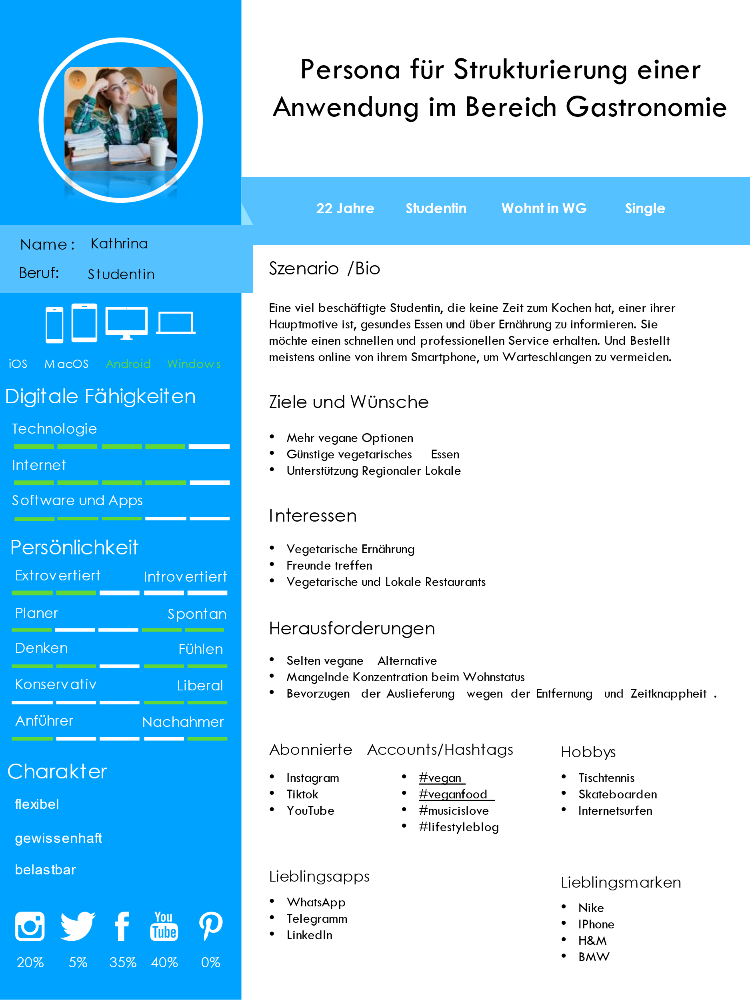 Persona für Strukturierung einer
Anwendung im Bereich Gastronomie
22 Jahre Studentin Wohnt in WG Single
Name : Kathrina
Beruf: Studentin
iOS MacOS Android Windows
Digitale Fähigkeiten
Technologie
Internet
Software und Apps
Persönlichkeit
Extrovertiert Introvertiert
Planer Spontan
Denken Fühlen
Konservativ Liberal
Anführer Nachahmer
Charakter
flexibel
gewissenhaft
belastbar
You
Tube
20% 5% 35% 40% 0%
Szenario /Bio
Eine viel beschäftigte Studentin, die keine Zeit zum Kochen hat, einer ihrer
Hauptmotive ist, gesundes Essen und über Ernährung zu informieren. Sie
möchte einen schnellen und professionellen Service erhalten. Und Bestellt
meistens online von ihrem Smartphone, um Warteschlangen zu vermeiden.
Ziele und Wünsche
• Mehr vegane Optionen
• Günstige vegetarisches Essen
• Unterstützung Regionaler Lokale
Interessen
• Vegetarische Ernährung
• Freunde treffen
• Vegetarische und Lokale Restaurants
Herausforderungen
• Selten vegane Alternative
• Mangelnde Konzentration beim Wohnstatus
• Bevorzugen der Auslieferung wegen der Entfernung und Zeitknappheit .
Abonnierte Accounts/Hashtags
• Instagram
• Tiktok
• YouTube
• #vegan
• #veganfood
• #musicislove
• #lifestyleblog
Hobbys
• Tischtennis
• Skateboarden
• Internetsurfen
Lieblingsapps
• WhatsApp
• Telegramm
• LinkedIn
Lieblingsmarken
• Nike
• IPhone
• H&M
• BMW